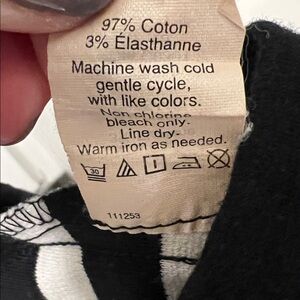 97% Coton
3% Élasthanne
Machine wash cold
gentle cycle,
with like colors.
Non chlorine
bleach only.
Line dry.
Warm iron as needed.
30
111253